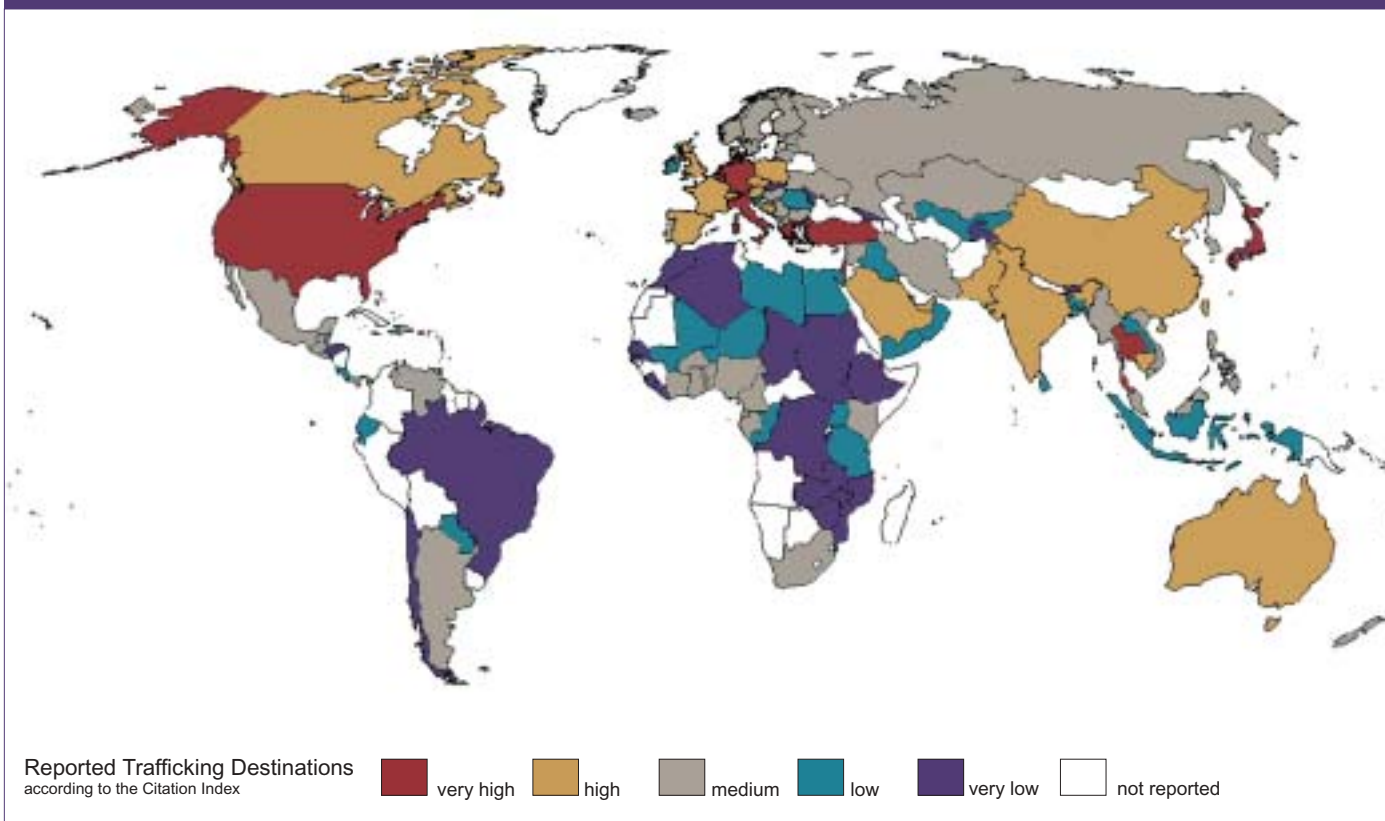 Reported Trafficking Destinations
according to the Citation Index
very high
high
medium
low
very low
not reported